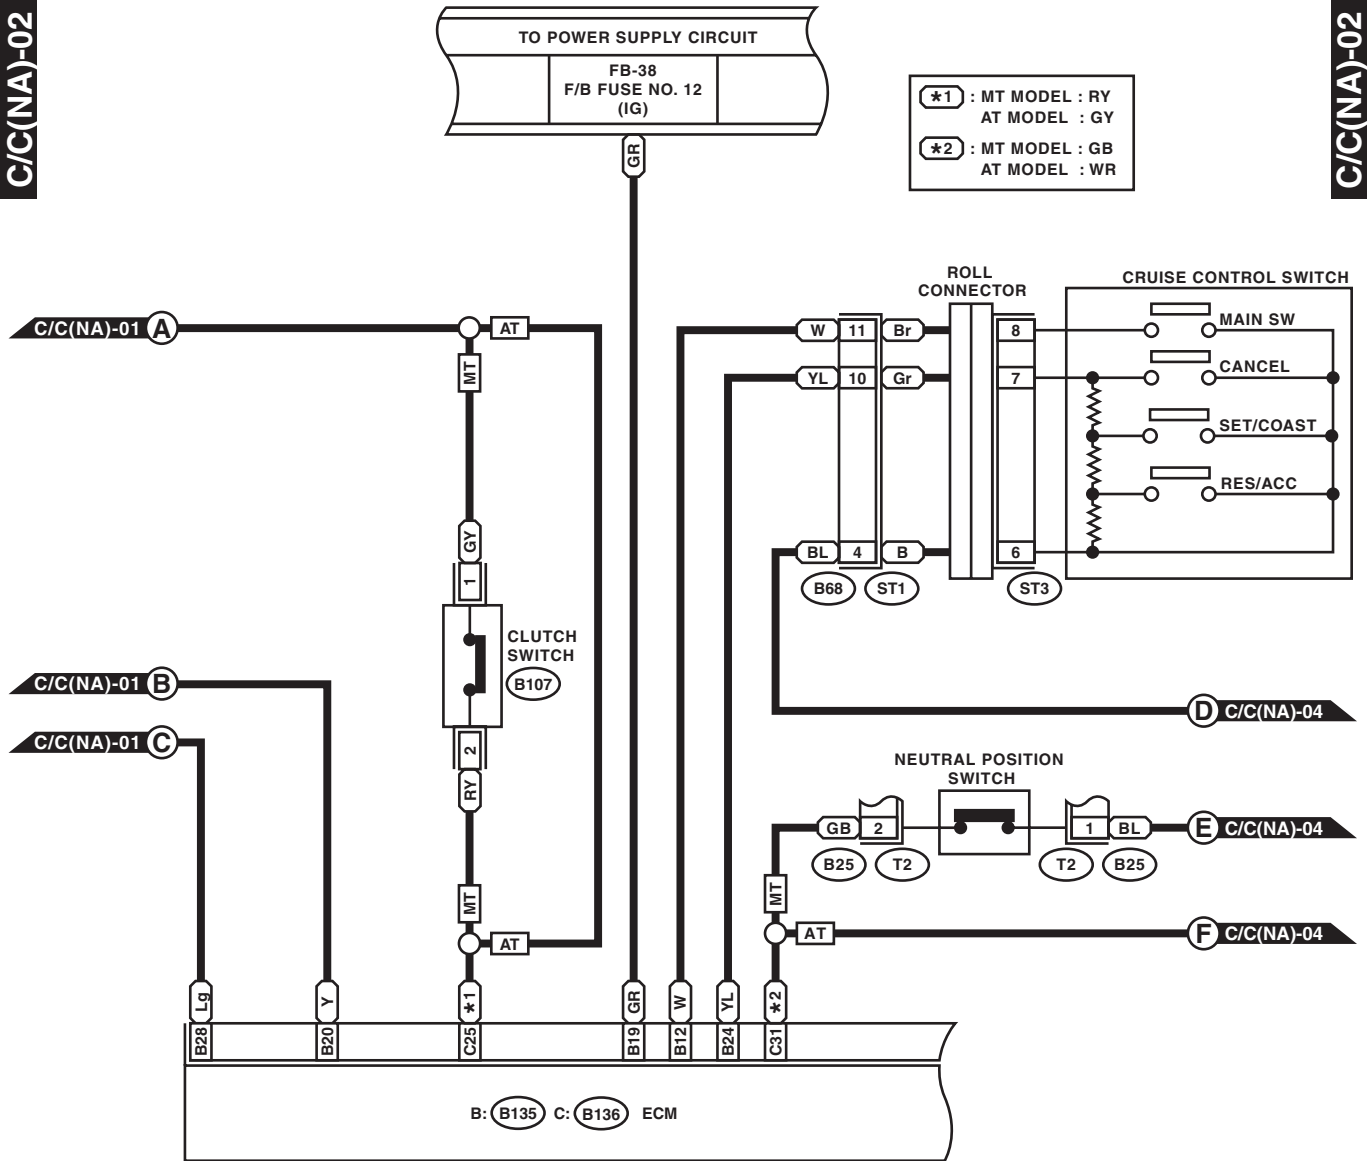 C/C(NA)-02
C/C(NA)-02
TO POWER SUPPLY CIRCUIT
FB-38
F/B FUSE NO. 12
(IG)
GR
*1 : MT MODEL : RY
AT MODEL : GY
*2 : MT MODEL : GB
AT MODEL : WR
ROLL
CONNECTOR
CRUISE CONTROL SWITCH
C/C(NA)-01 A
AT
MT
W 11 Br 8
MAIN SW
YL 10 Gr 7
CANCEL
SET/COAST
RES/ACC
GY
1
BL 4 B 6
B68 ST1 ST3
CLUTCH
SWITCH
B107
C/C(NA)-01 B
C/C(NA)-01 C
2
RY
D C/C(NA)-04
NEUTRAL POSITION
SWITCH
GB 2 1 BL
E C/C(NA)-04
B25 T2 T2 B25
MT
MT
AT
AT
F C/C(NA)-04
Lg Y *1 GR W YL *2
B28 B20 C25 B19 B12 B24 C31
B: B135 C: B136 ECM